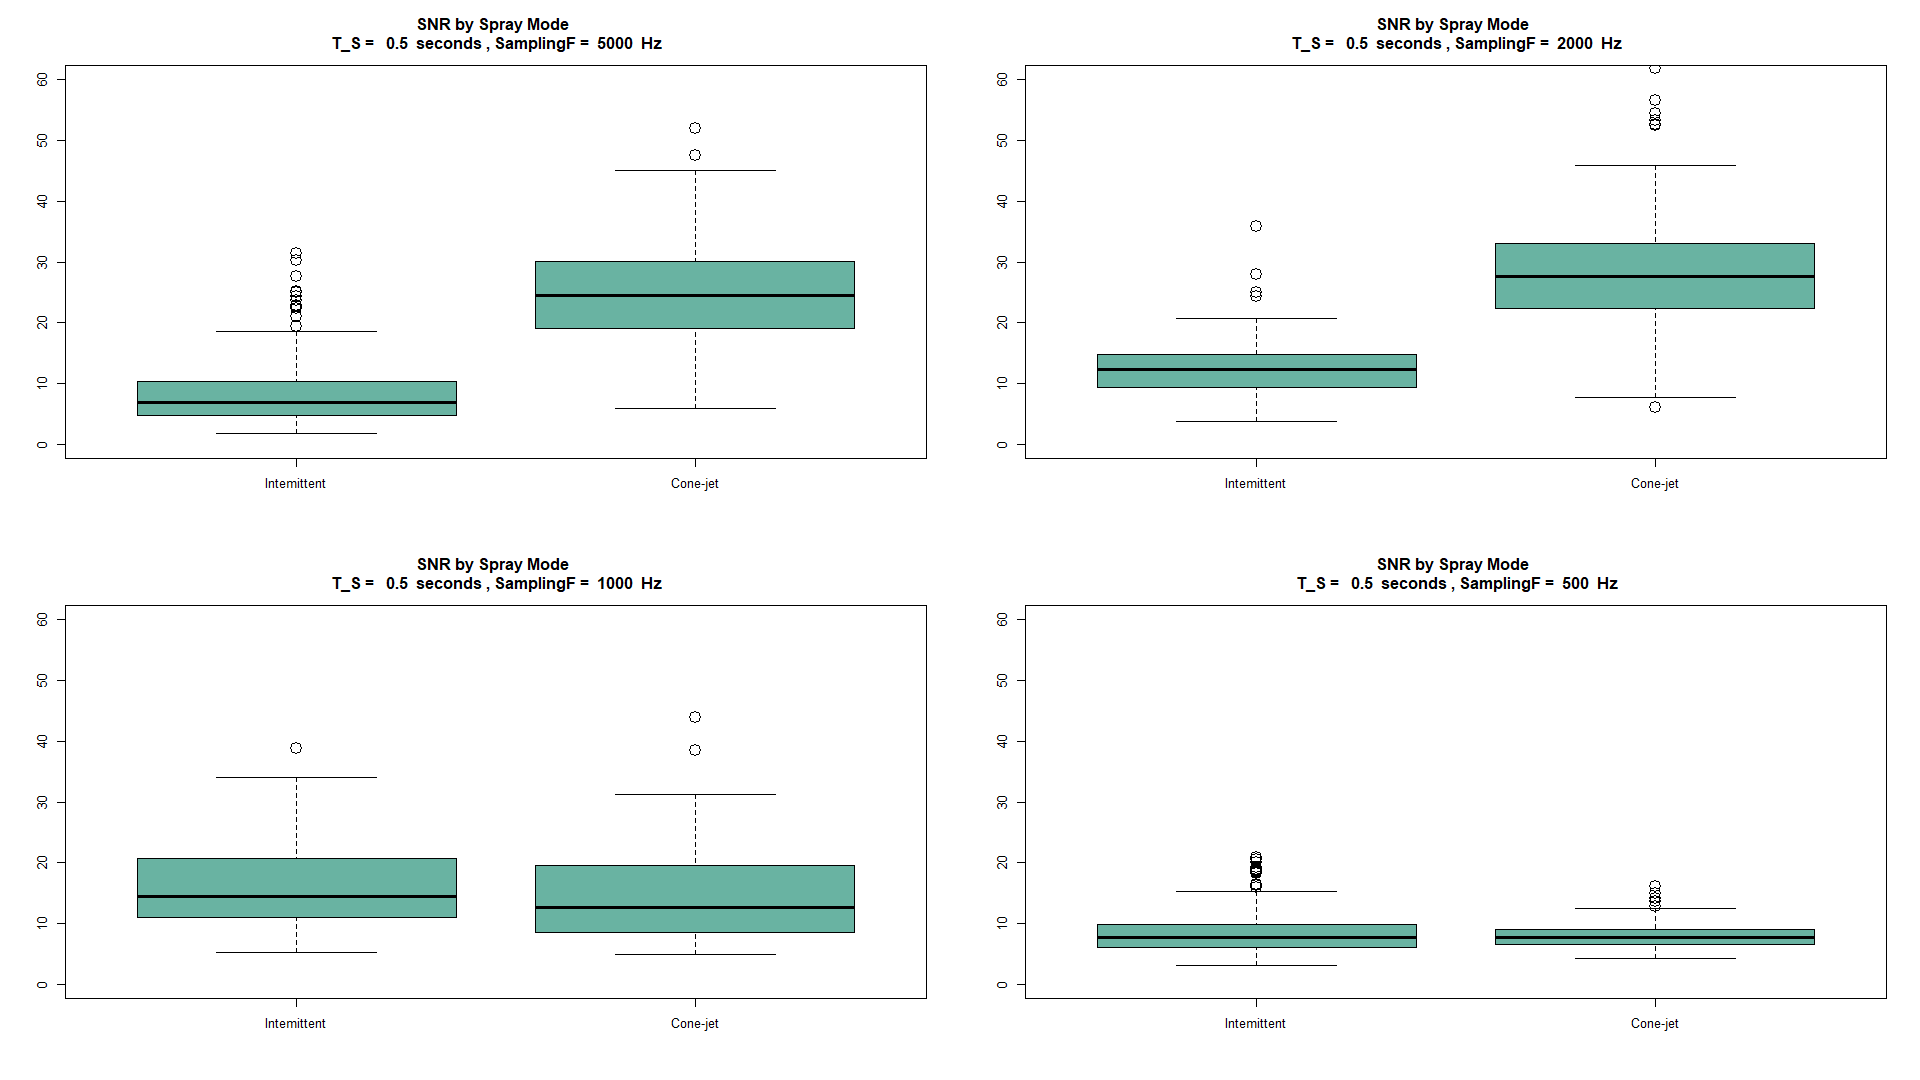 SNR by Spray Mode
T_S = 0.5 seconds , SamplingF = 5000 Hz
60
50
40
30
20
10
0
Intemittent Cone-jet
SNR by Spray Mode
T_S = 0.5 seconds , SamplingF = 2000 Hz
60
50
40
30
20
10
0
Intemittent Cone-jet
SNR by Spray Mode
T_S = 0.5 seconds , SamplingF = 1000 Hz
60
50
40
30
20
10
0
Intemittent Cone-jet
SNR by Spray Mode
T_S = 0.5 seconds , SamplingF = 500 Hz
60
50
40
30
20
10
0
Intemittent Cone-jet